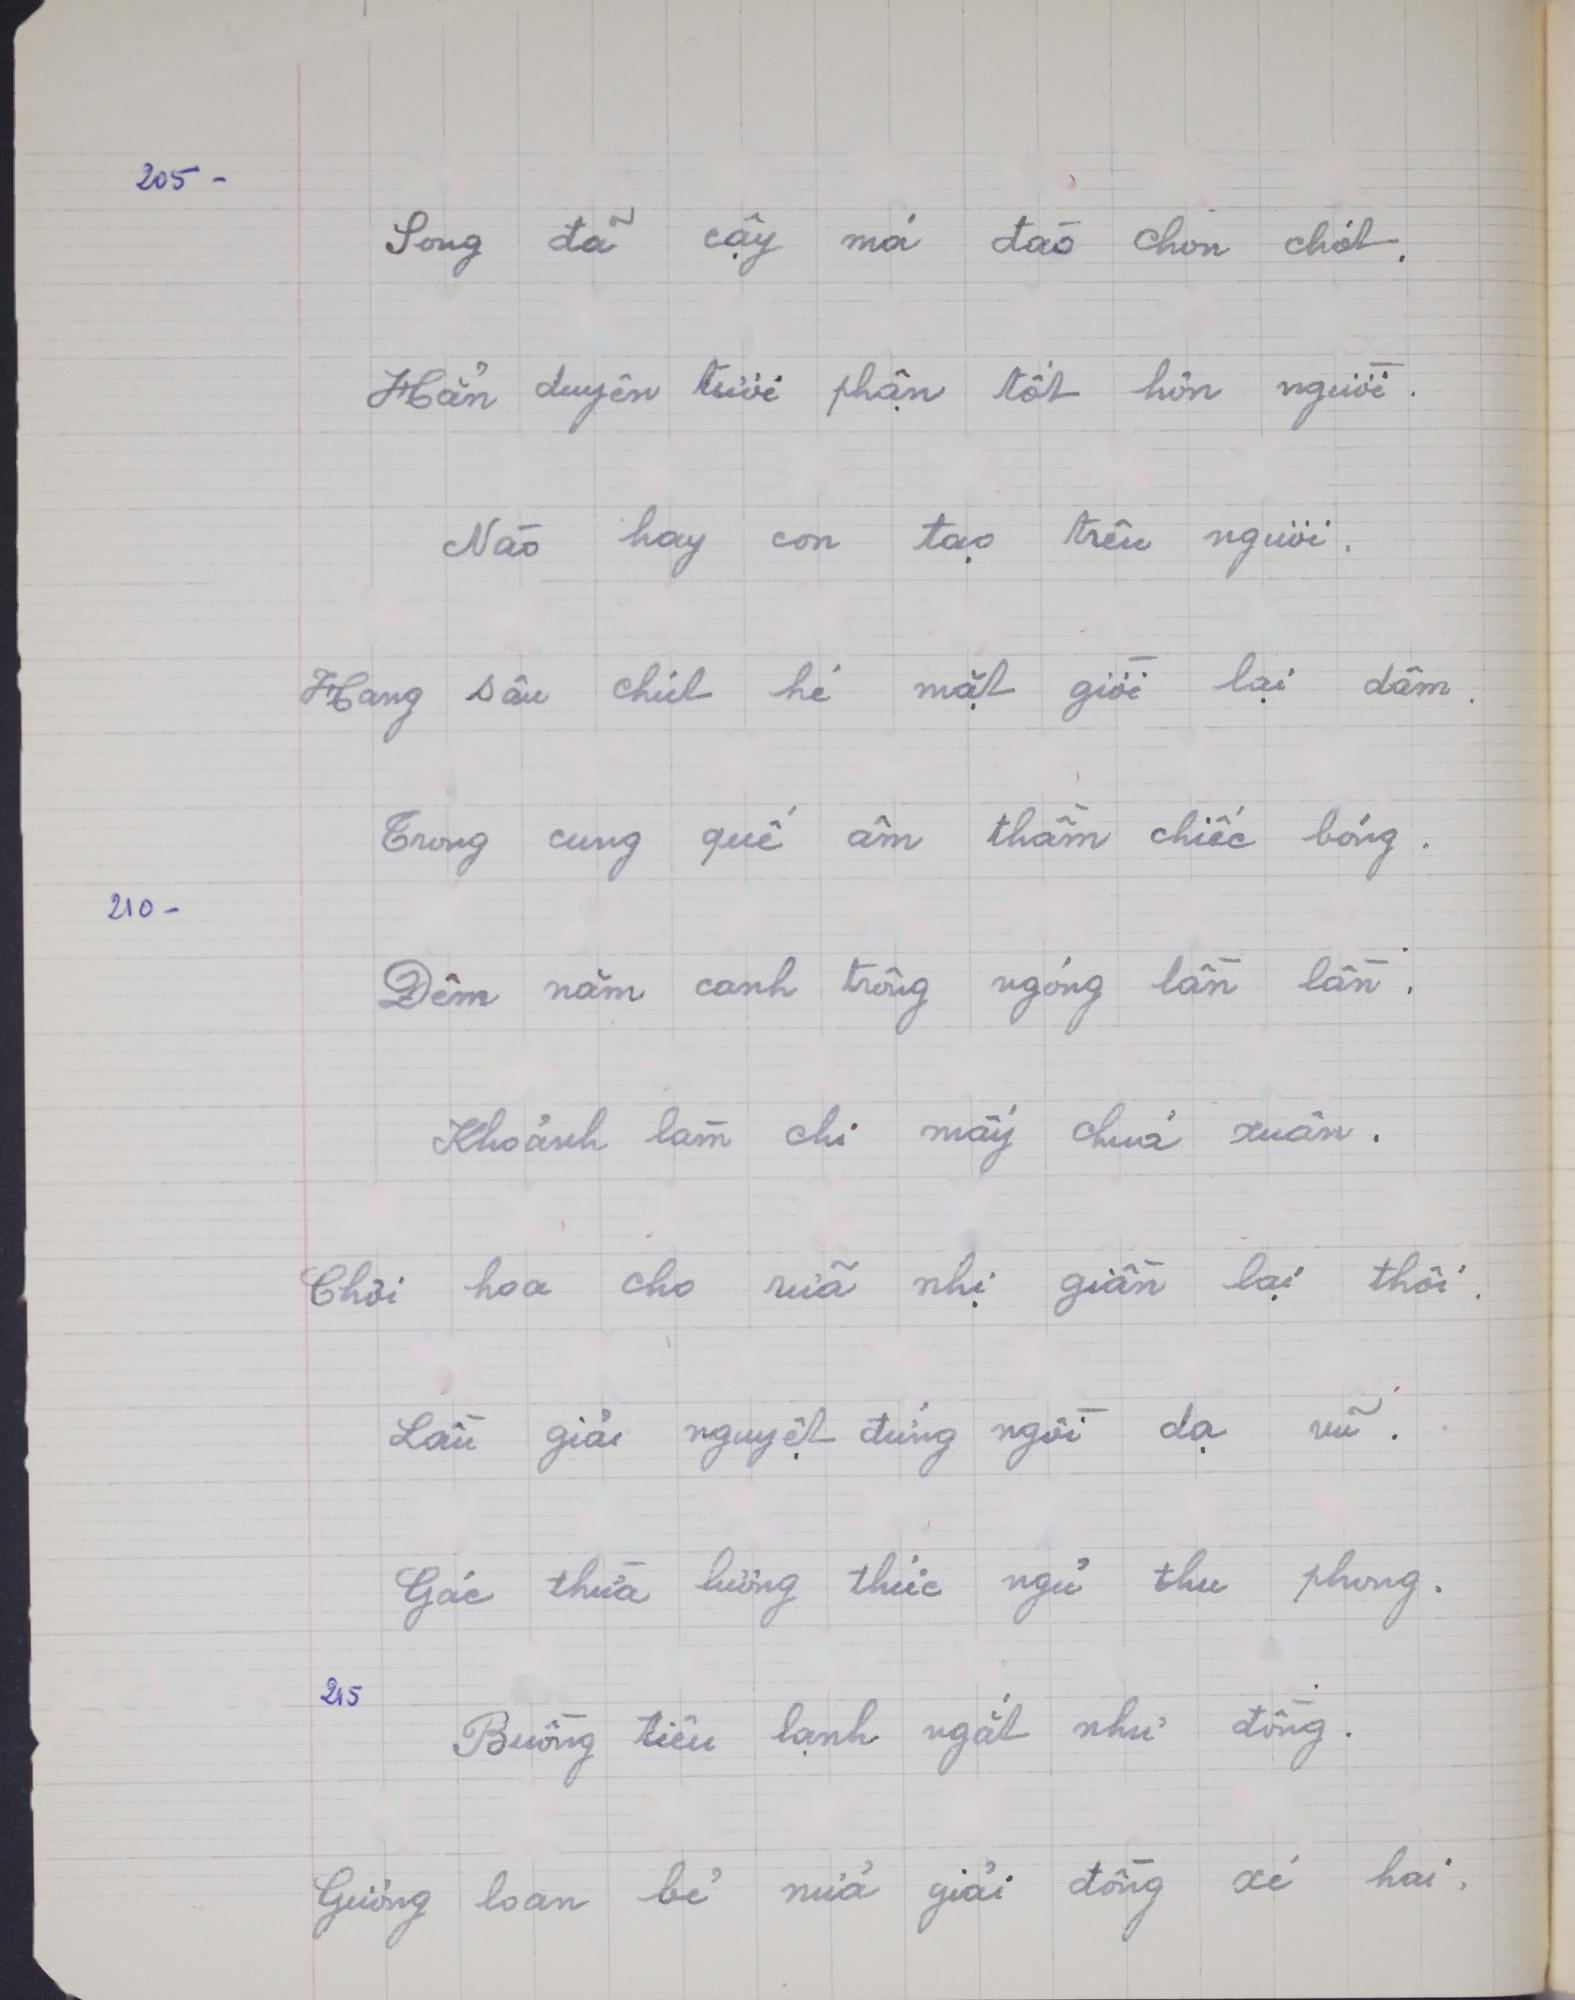 205 -
Song đã cậy má đào chon chót.
Hẳn duyên tươi phận tốt hơn người.
Nào hay con tạo trêu ngươi.
Hang sâu chút hé mặt giời lại dâm.
Trong cung quế âm thầm chiếc bóng.
210 -
Đêm năm canh trông ngóng lần lần.
Khoảnh làm chi mấy chúa xuân.
Chơi hoa cho rữa nhị giần lại thôi.
Lầu giải nguyệt đứng ngồi dạ vũ.
Gác thừa lương thức ngủ thu phong.
215
Buồng tiêu lạnh ngắt như đồng.
Gương loan bẻ nửa giải đồng xé hai.